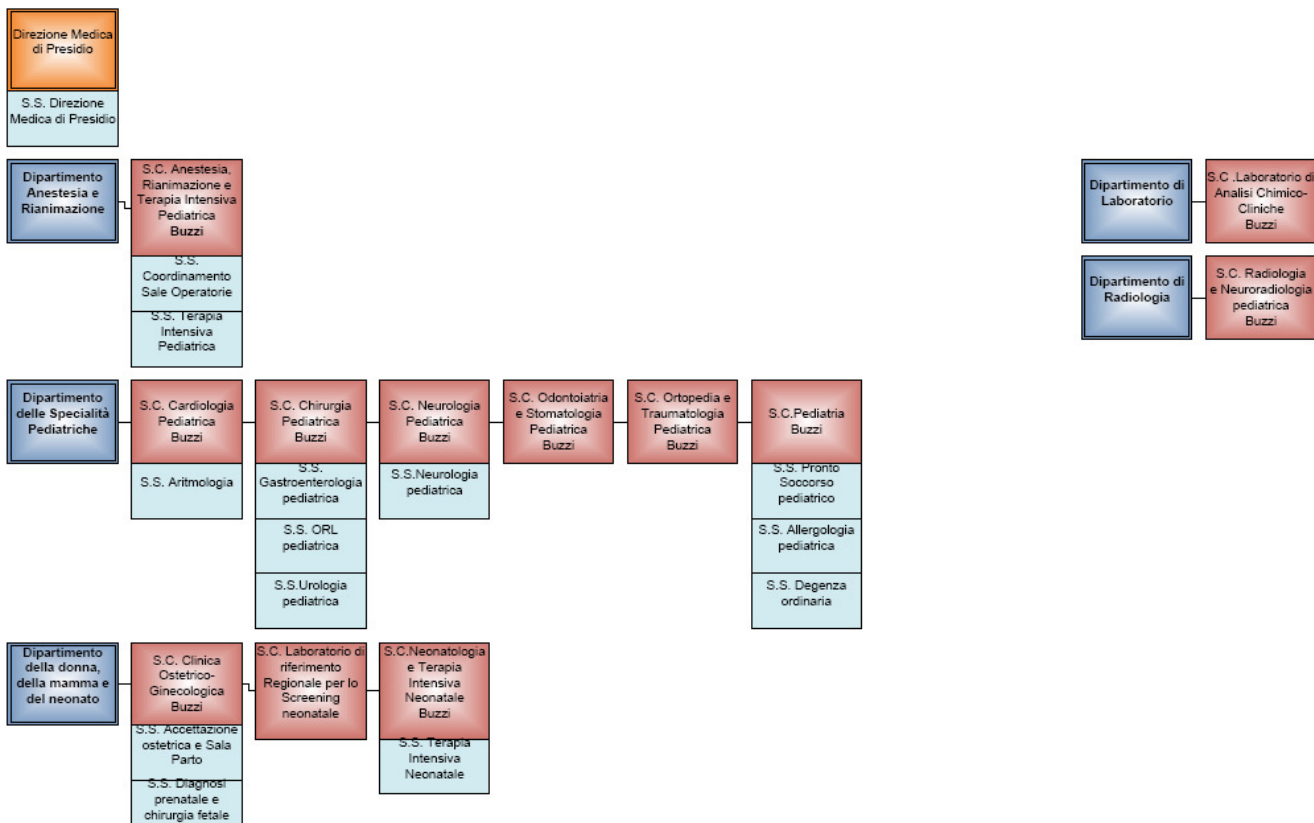 Direzione Medica
di Presidio
S.S. Direzione
Medica di Presidio
Dipartimento
Anestesia e
Rianimazione
S.C. Anestesia,
Rianimazione e
Terapia Intensiva
Pediatrica
Buzzi
S.S.
Coordinamento
Sale Operatorie
S.S. Terapia
Intensiva
Pediatrica
Dipartimento di
Laboratorio
S.C .Laboratorio di
Analisi Chimico-
Cliniche
Buzzi
Dipartimento di
Radiologia
S.C. Radiologia
e Neuroradiologia
pediatrica
Buzzi
Dipartimento
delle Specialità
Pediatriche
S.C. Cardiologia
Pediatrica
Buzzi
S.S. Aritmologia
S.C. Chirurgia
Pediatrica
Buzzi
S.S.
Gastroenterologia
pediatrica
S.S. ORL
pediatrica
S.S.Urologia
pediatrica
S.C. Neurologia
Pediatrica
Buzzi
S.S.Neurologia
pediatrica
S.C. Odontoiatria
e Stomatologia
Pediatrica
Buzzi
S.C. Ortopedia e
Traumatologia
Pediatrica
Buzzi
S.C.Pediatria
Buzzi
S.S. Pronto
Soccorso
pediatrico
S.S. Allergologia
pediatrica
S.S. Degenza
ordinaria
Dipartimento
della donna,
della mamma e
del neonato
S.C. Clinica
Ostetrico-
Ginecologica
Buzzi
S.S. Accettazione
ostetrica e Sala
Parto
S.S. Diagnosi
prenatale e
chirurgia fetale
S.C. Laboratorio di
riferimento
Regionale per lo
Screening
neonatale
S.C.Neonatologia
e Terapia
Intensiva
Neonatale
Buzzi
S.S. Terapia
Intensiva
Neonatale